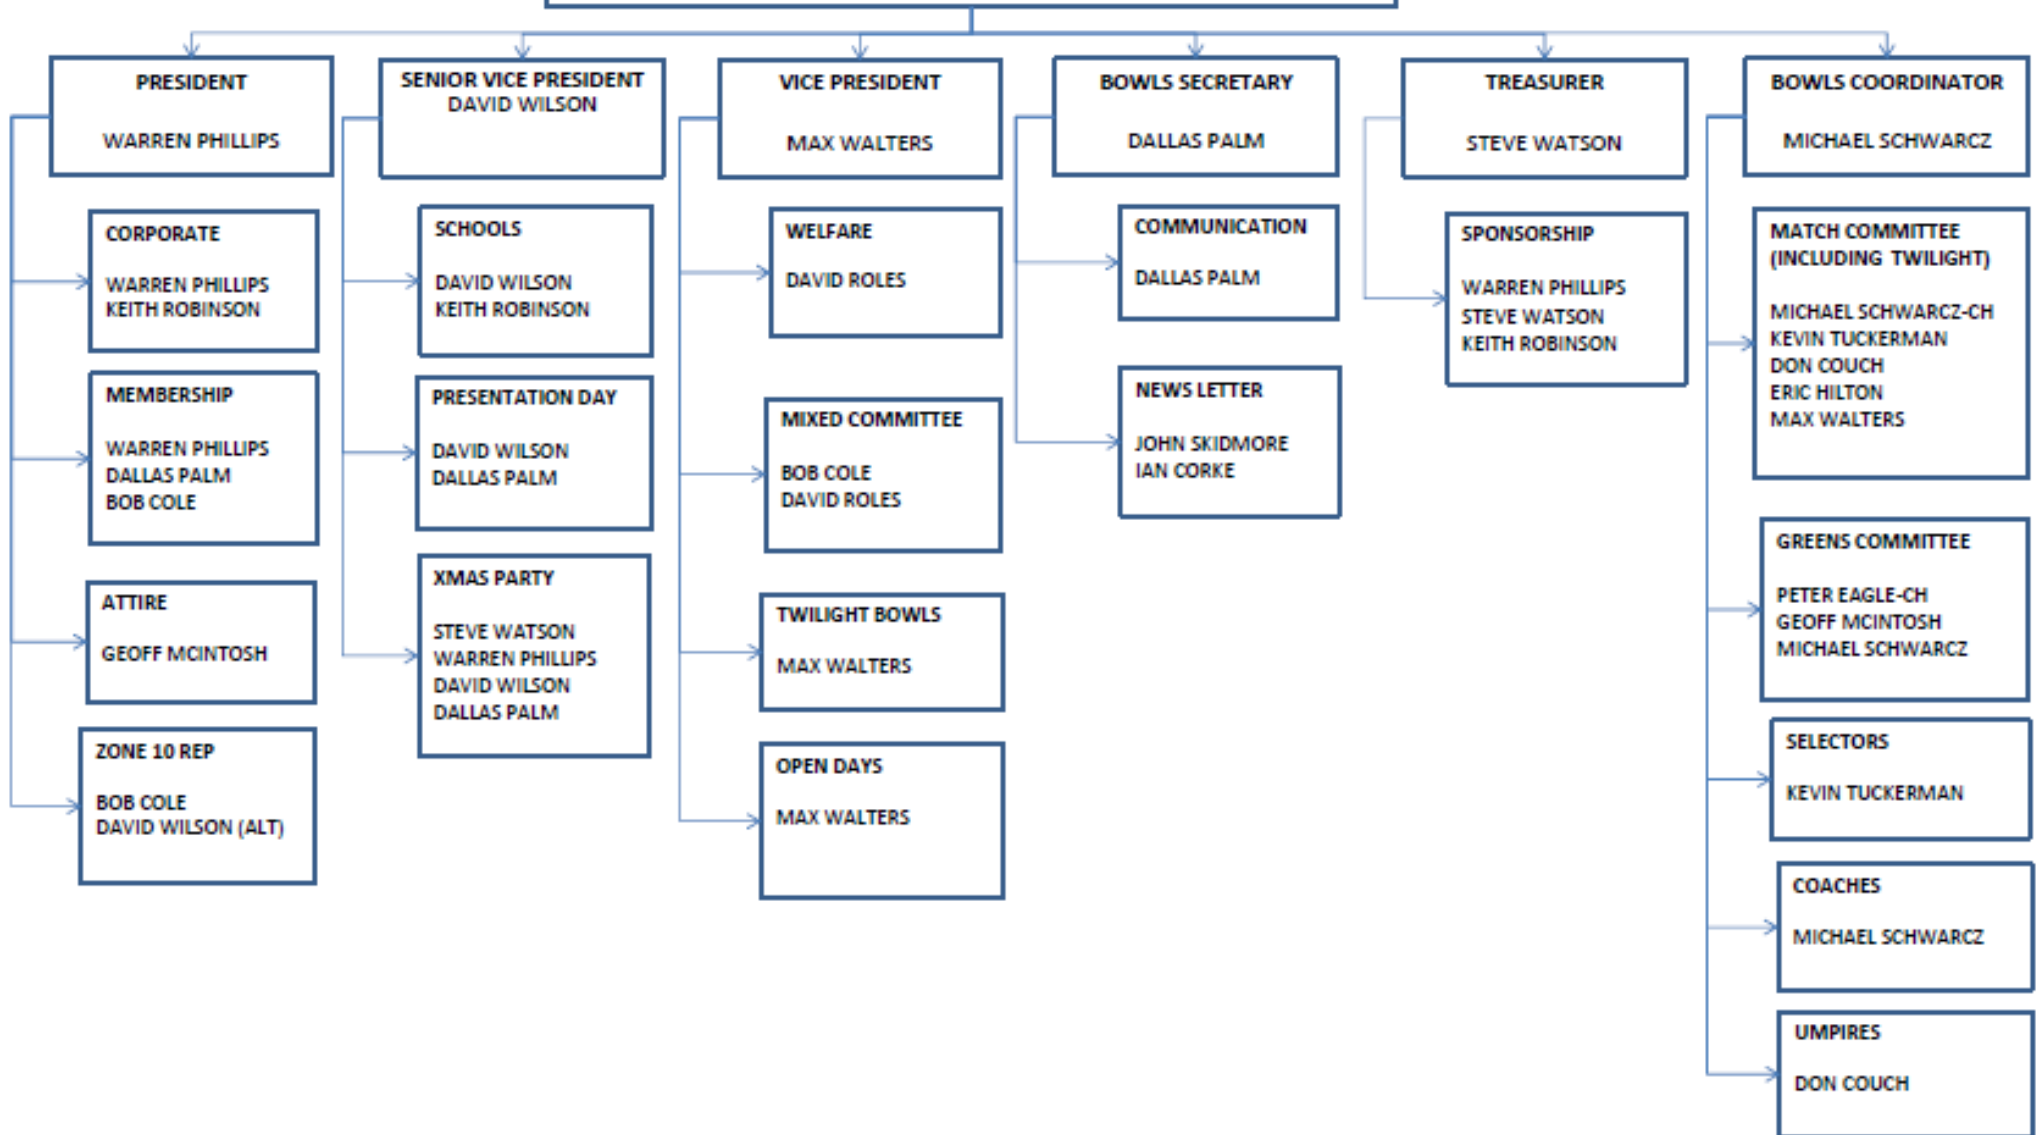 PRESIDENT
WARREN PHILLIPS
CORPORATE
WARREN PHILLIPS
KEITH ROBINSON
MEMBERSHIP
WARREN PHILLIPS
DALLAS PALM
BOB COLE
ATTIRE
GEOFF MCINTOSH
ZONE 10 REP
BOB COLE
DAVID WILSON (ALT)
SENIOR VICE PRESIDENT
DAVID WILSON
SCHOOLS
DAVID WILSON
KEITH ROBINSON
PRESENTATION DAY
DAVID WILSON
DALLAS PALM
XMAS PARTY
STEVE WATSON
WARREN PHILLIPS
DAVID WILSON
DALLAS PALM
VICE PRESIDENT
MAX WALTERS
WELFARE
DAVID ROLES
MIXED COMMITTEE
BOB COLE
DAVID ROLES
TWILIGHT BOWLS
MAX WALTERS
OPEN DAYS
MAX WALTERS
BOWLS SECRETARY
DALLAS PALM
COMMUNICATION
DALLAS PALM
NEWS LETTER
JOHN SKIDMORE
IAN CORKE
TREASURER
STEVE WATSON
SPONSORSHIP
WARREN PHILLIPS
STEVE WATSON
KEITH ROBINSON
BOWLS COORDINATOR
MICHAEL SCHWARCZ
MATCH COMMITTEE
(INCLUDING TWILIGHT)
MICHAEL SCHWARCZ-CH
KEVIN TUCKERMAN
DON COUCH
ERIC HILTON
MAX WALTERS
GREENS COMMITTEE
PETER EAGLE-CH
GEOFF MCINTOSH
MICHAEL SCHWARCZ
SELECTORS
KEVIN TUCKERMAN
COACHES
MICHAEL SCHWARCZ
UMPIRES
DON COUCH